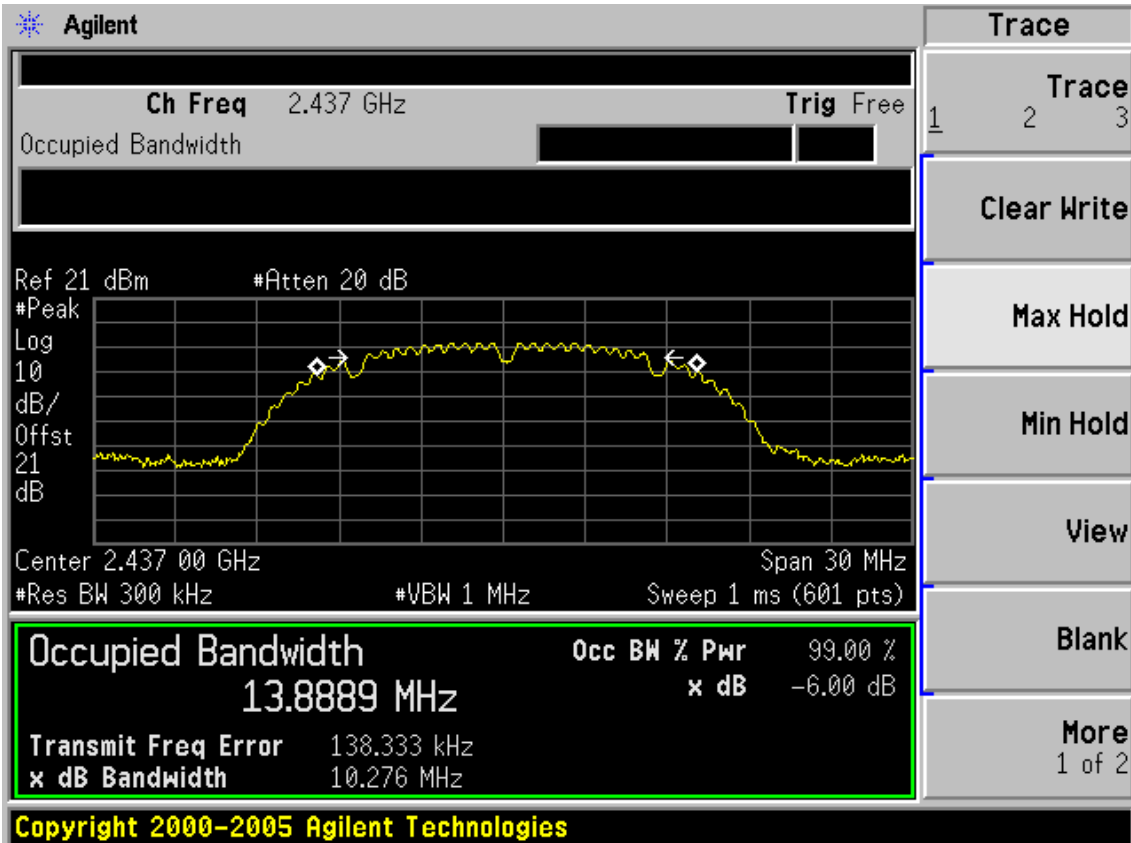 Agilent
Trace
Ch Freq 2.437 GHz Trig Free
Occupied Bandwidth
Trace
1 2 3
Clear Write
Max Hold
Min Hold
View
Blank
More
1 of 2
Ref 21 dBm #Atten 20 dB
#Peak
Log
10
dB/
Offst
21
dB
Center 2.437 00 GHz Span 30 MHz
#Res BW 300 kHz #VBW 1 MHz Sweep 1 ms (601 pts)
Occupied Bandwidth Occ BW % Pwr 99.00 %
13.8889 MHz x dB -6.00 dB
Transmit Freq Error 138.333 kHz
x dB Bandwidth 10.276 MHz
Copyright 2000-2005 Agilent Technologies